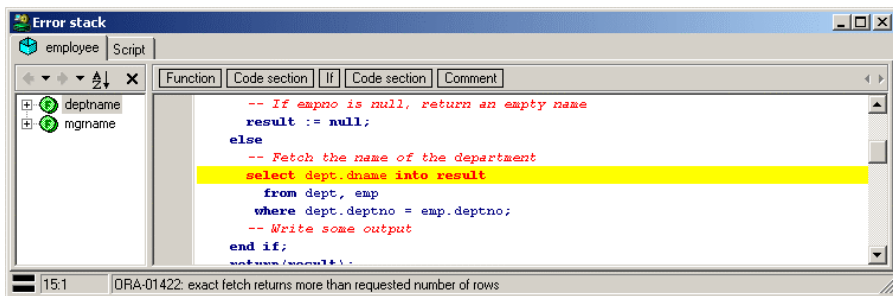 Error stack
employee Script
Function Code section If Code section Comment
deptname
mgrname
-- If empno is null, return an empty name
result := null;
else
-- Fetch the name of the department
select dept.dname into result
from dept, emp
where dept.deptno = emp.deptno;
-- Write some output
end if;
return(result);
15:1 ORA-01422: exact fetch returns more than requested number of rows